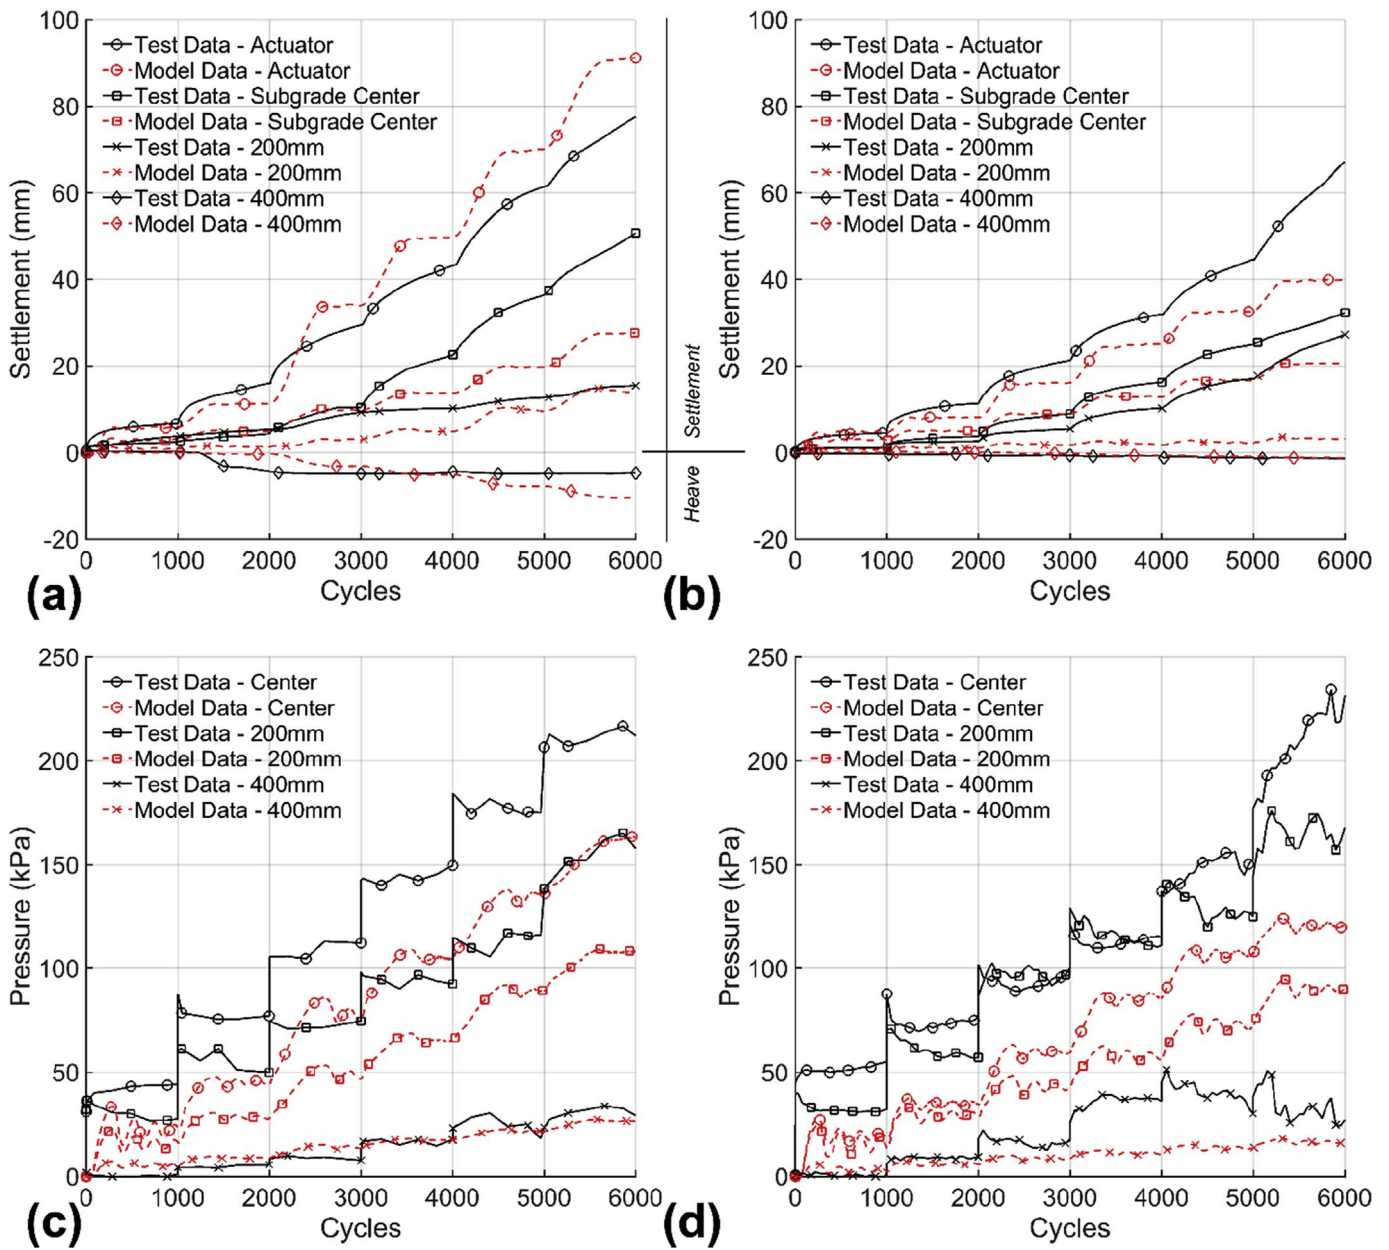 100
80
60
40
20
0
-20
Settlement (mm)
Test Data - Actuator
Model Data - Actuator
Test Data - Subgrade Center
Model Data - Subgrade Center
Test Data - 200mm
Model Data - 200mm
Test Data - 400mm
Model Data - 400mm
0 1000 2000 3000 4000 5000 6000
Cycles
(a)
Settlement
Heave
100
80
60
40
20
0
-20
Settlement (mm)
Test Data - Actuator
Model Data - Actuator
Test Data - Subgrade Center
Model Data - Subgrade Center
Test Data - 200mm
Model Data - 200mm
Test Data - 400mm
Model Data - 400mm
0 1000 2000 3000 4000 5000 6000
Cycles
(b)
250
200
150
100
50
0
Pressure (kPa)
Test Data - Center
Model Data - Center
Test Data - 200mm
Model Data - 200mm
Test Data - 400mm
Model Data - 400mm
0 1000 2000 3000 4000 5000 6000
Cycles
(c)
250
200
150
100
50
0
Pressure (kPa)
Test Data - Center
Model Data - Center
Test Data - 200mm
Model Data - 200mm
Test Data - 400mm
Model Data - 400mm
0 1000 2000 3000 4000 5000 6000
Cycles
(d)